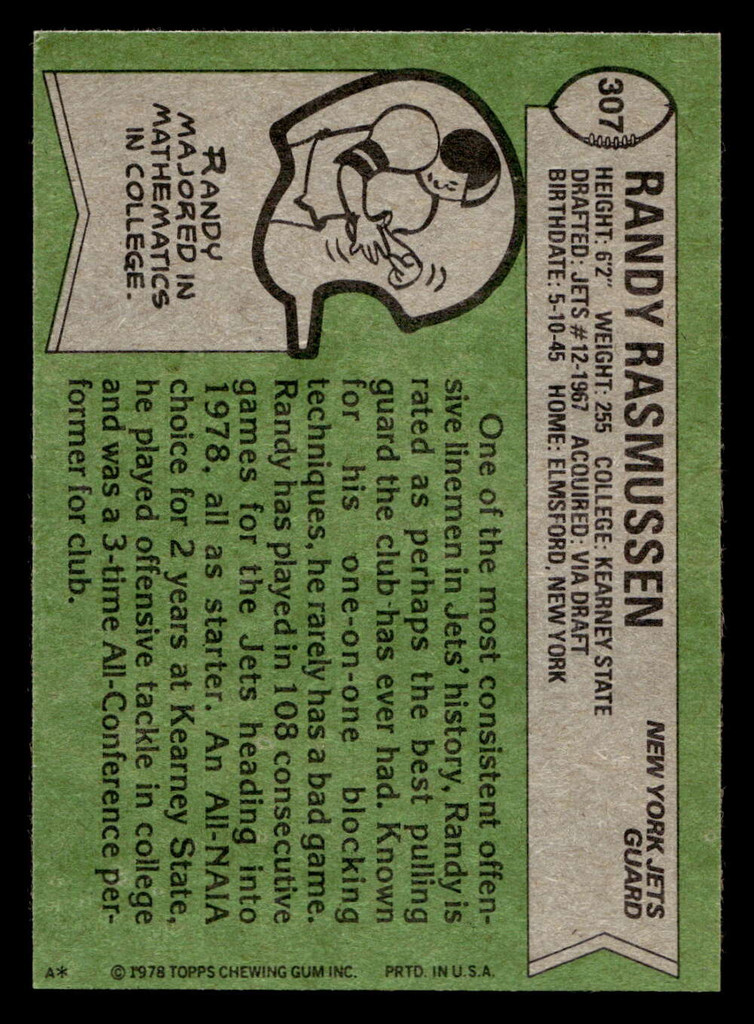 307
RANDY RASMUSSEN
NEW YORK JETS
GUARD
HEIGHT: 6'2" WEIGHT: 255 COLLEGE: KEARNEY STATE
DRAFTED: JETS #12-1967 ACQUIRED: VIA DRAFT
BIRTHDATE: 5-10-45 HOME: ELMSFORD, NEW YORK
RANDY
MAJORED IN
MATHEMATICS
IN COLLEGE.
One of the most consistent offen-
sive linemen in Jets' history, Randy is
rated as perhaps the best pulling
guard the club has ever had. Known
for his one-on-one blocking
techniques, he rarely has a bad game.
Randy has played in 108 consecutive
games for the Jets heading into
1978, all as starter. An All-NAIA
choice for 2 years at Kearney State,
he played offensive tackle in college
and was a 3-time All-Conference per-
former for club.
A* © 1978 TOPPS CHEWING GUM INC. PRTD. IN U.S.A.